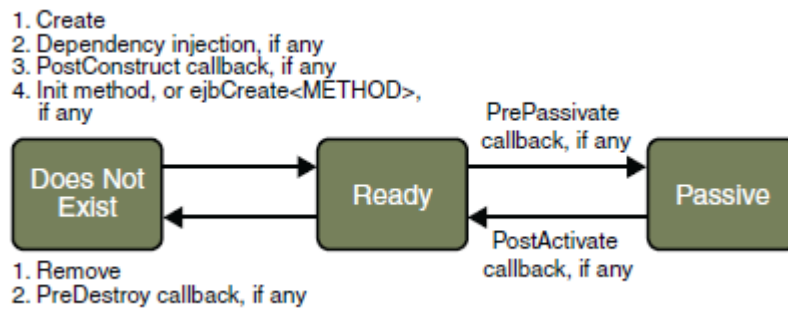 1. Create
2. Dependency injection, if any
3. PostConstruct callback, if any
4. Init method, or ejbCreate<METHOD>,
if any
PrePassivate
callback, if any
Does Not
Exist
Ready
Passive
PostActivate
callback, if any
1. Remove
2. PreDestroy callback, if any